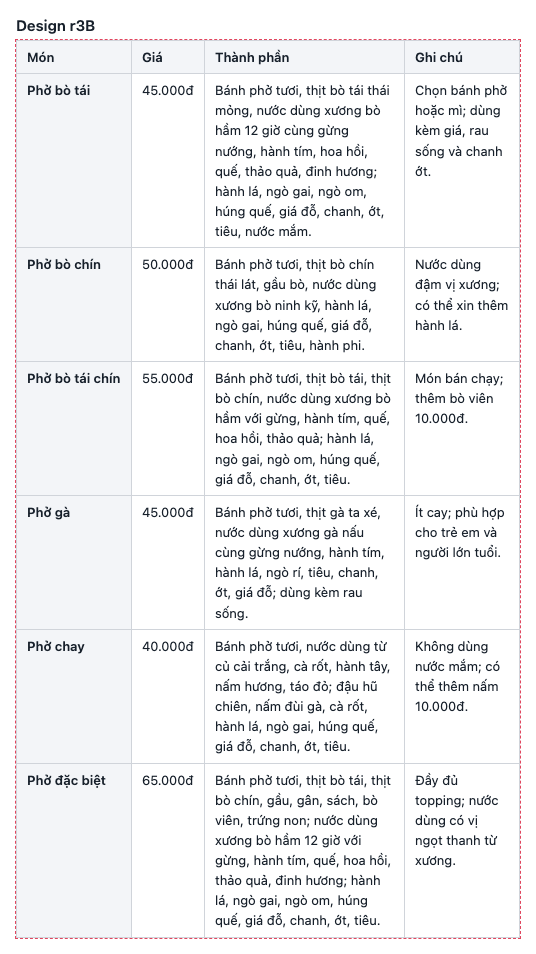 Design r3B
Món Giá Thành phần Ghi chú
Phở bò tái 45.000đ Bánh phở tươi, thịt bò tái thái Chọn bánh phở
mỏng, nước dùng xương bò hoặc mì; dùng
hầm 12 giờ cùng gừng kèm giá, rau
nướng, hành tím, hoa hồi, sống và chanh
quế, thảo quả, đinh hương; ớt.
hành lá, ngò gai, ngò om,
húng quế, giá đỗ, chanh, ớt,
tiêu, nước mắm.
Phở bò chín 50.000đ Bánh phở tươi, thịt bò chín Nước dùng
thái lát, gầu bò, nước dùng đậm vị xương;
xương bò ninh kỹ, hành lá, có thể xin thêm
ngò gai, húng quế, giá đỗ, hành lá.
chanh, ớt, tiêu, hành phi.
Phở bò tái chín 55.000đ Bánh phở tươi, thịt bò tái, thịt Món bán chạy;
bò chín, nước dùng xương bò thêm bò viên
hầm với gừng, hành tím, quế, 10.000đ.
hoa hồi, thảo quả; hành lá,
ngò gai, ngò om, húng quế,
giá đỗ, chanh, ớt, tiêu.
Phở gà 45.000đ Bánh phở tươi, thịt gà ta xé, Ít cay; phù hợp
nước dùng xương gà nấu cho trẻ em và
cùng gừng nướng, hành tím, người lớn tuổi.
hành lá, ngò rí, tiêu, chanh,
ớt, giá đỗ; dùng kèm rau
sống.
Phở chay 40.000đ Bánh phở tươi, nước dùng từ Không dùng
củ cải trắng, cà rốt, hành tây, nước mắm; có
nấm hương, táo đỏ; đậu hũ thể thêm nấm
chiên, nấm đùi gà, cà rốt, 10.000đ.
hành lá, ngò gai, húng quế,
giá đỗ, chanh, ớt, tiêu.
Phở đặc biệt 65.000đ Bánh phở tươi, thịt bò tái, thịt Đầy đủ
bò chín, gầu, gân, sách, bò topping; nước
viên, trứng non; nước dùng dùng có vị
xương bò hầm 12 giờ với ngọt thanh từ
gừng, hành tím, quế, hoa hồi, xương.
thảo quả, đinh hương; hành
lá, ngò gai, ngò om, húng
quế, giá đỗ, chanh, ớt, tiêu.